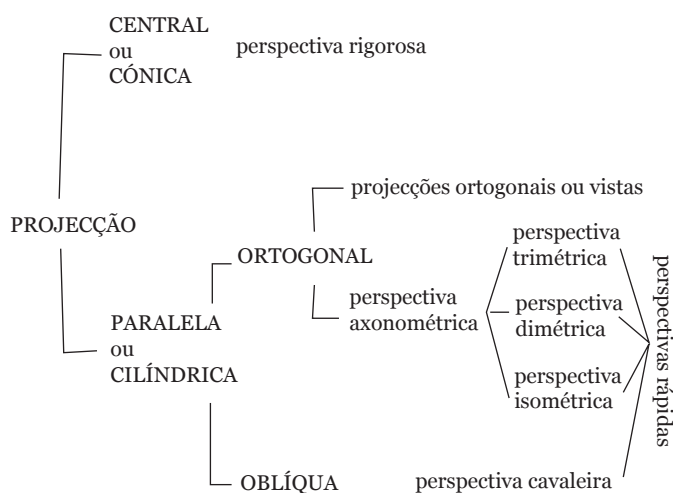 CENTRAL
ou
CÓNICA
perspectiva rigorosa
PROJECÇÃO
projecções ortogonais ou vistas
ORTOGONAL
perspectiva
axonométrica
perspectiva
trimétrica
perspectiva
dimétrica
perspectiva
isométrica
perspectivas rápidas
PARALELA
ou
CILÍNDRICA
OBLÍQUA
perspectiva cavaleira